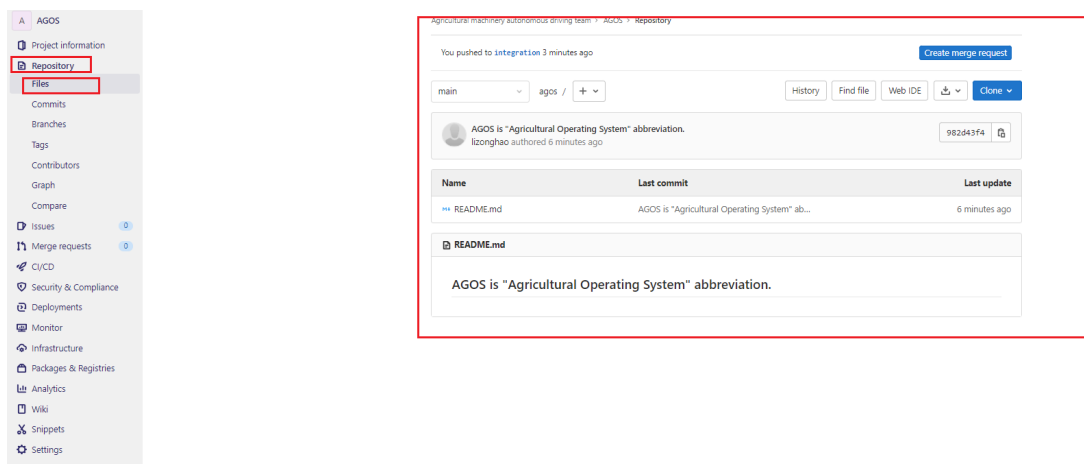 A AGOS
Project information
Repository
Files
Commits
Branches
Tags
Contributors
Graph
Compare
Issues 0
Merge requests 0
CI/CD
Security & Compliance
Deployments
Monitor
Infrastructure
Packages & Registries
Analytics
Wiki
Snippets
Settings
Agricultural machinery autonomous driving team > AGOS > Repository
You pushed to integration 3 minutes ago Create merge request
main agos / + History Find file Web IDE Clone
AGOS is "Agricultural Operating System" abbreviation.
lizonghao authored 6 minutes ago 982d43f4
Name Last commit Last update
README.md AGOS is "Agricultural Operating System" ab... 6 minutes ago
README.md
AGOS is "Agricultural Operating System" abbreviation.